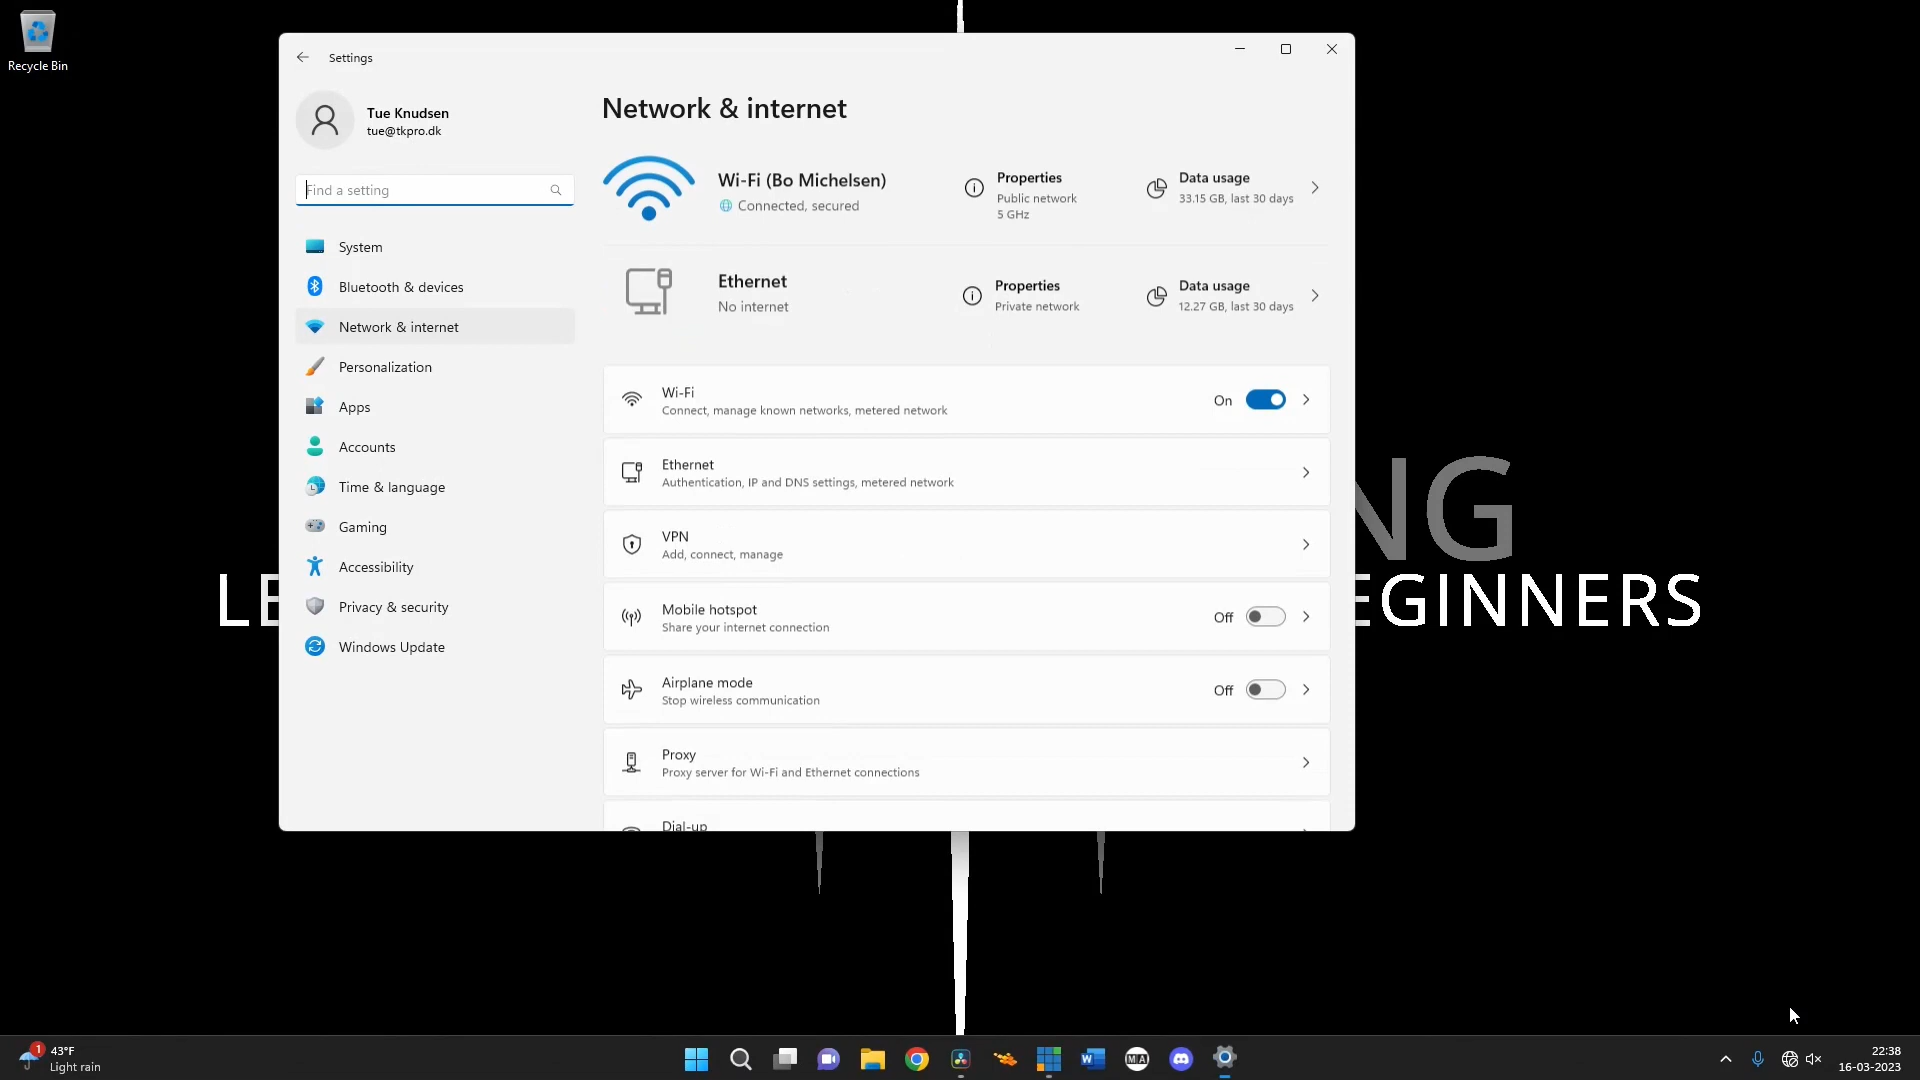 Recycle Bin
Settings
Tue Knudsen
tue@tkpro.dk
Find a setting
System
Bluetooth & devices
Network & internet
Personalization
Apps
Accounts
Time & language
Gaming
Accessibility
Privacy & security
Windows Update
Network & internet
Wi-Fi (Bo Michelsen)
Connected, secured
Properties
Public network
5 GHz
Data usage
33.15 GB, last 30 days
Ethernet
No internet
Properties
Private network
Data usage
12.27 GB, last 30 days
Wi-Fi
Connect, manage known networks, metered network
On
Ethernet
Authentication, IP and DNS settings, metered network
VPN
Add, connect, manage
Mobile hotspot
Share your internet connection
Off
Airplane mode
Stop wireless communication
Off
Proxy
Proxy server for Wi-Fi and Ethernet connections
Dial-up
NG
LE EGINNERS
1
43°F
Light rain
W
MA
22:38
16-03-2023